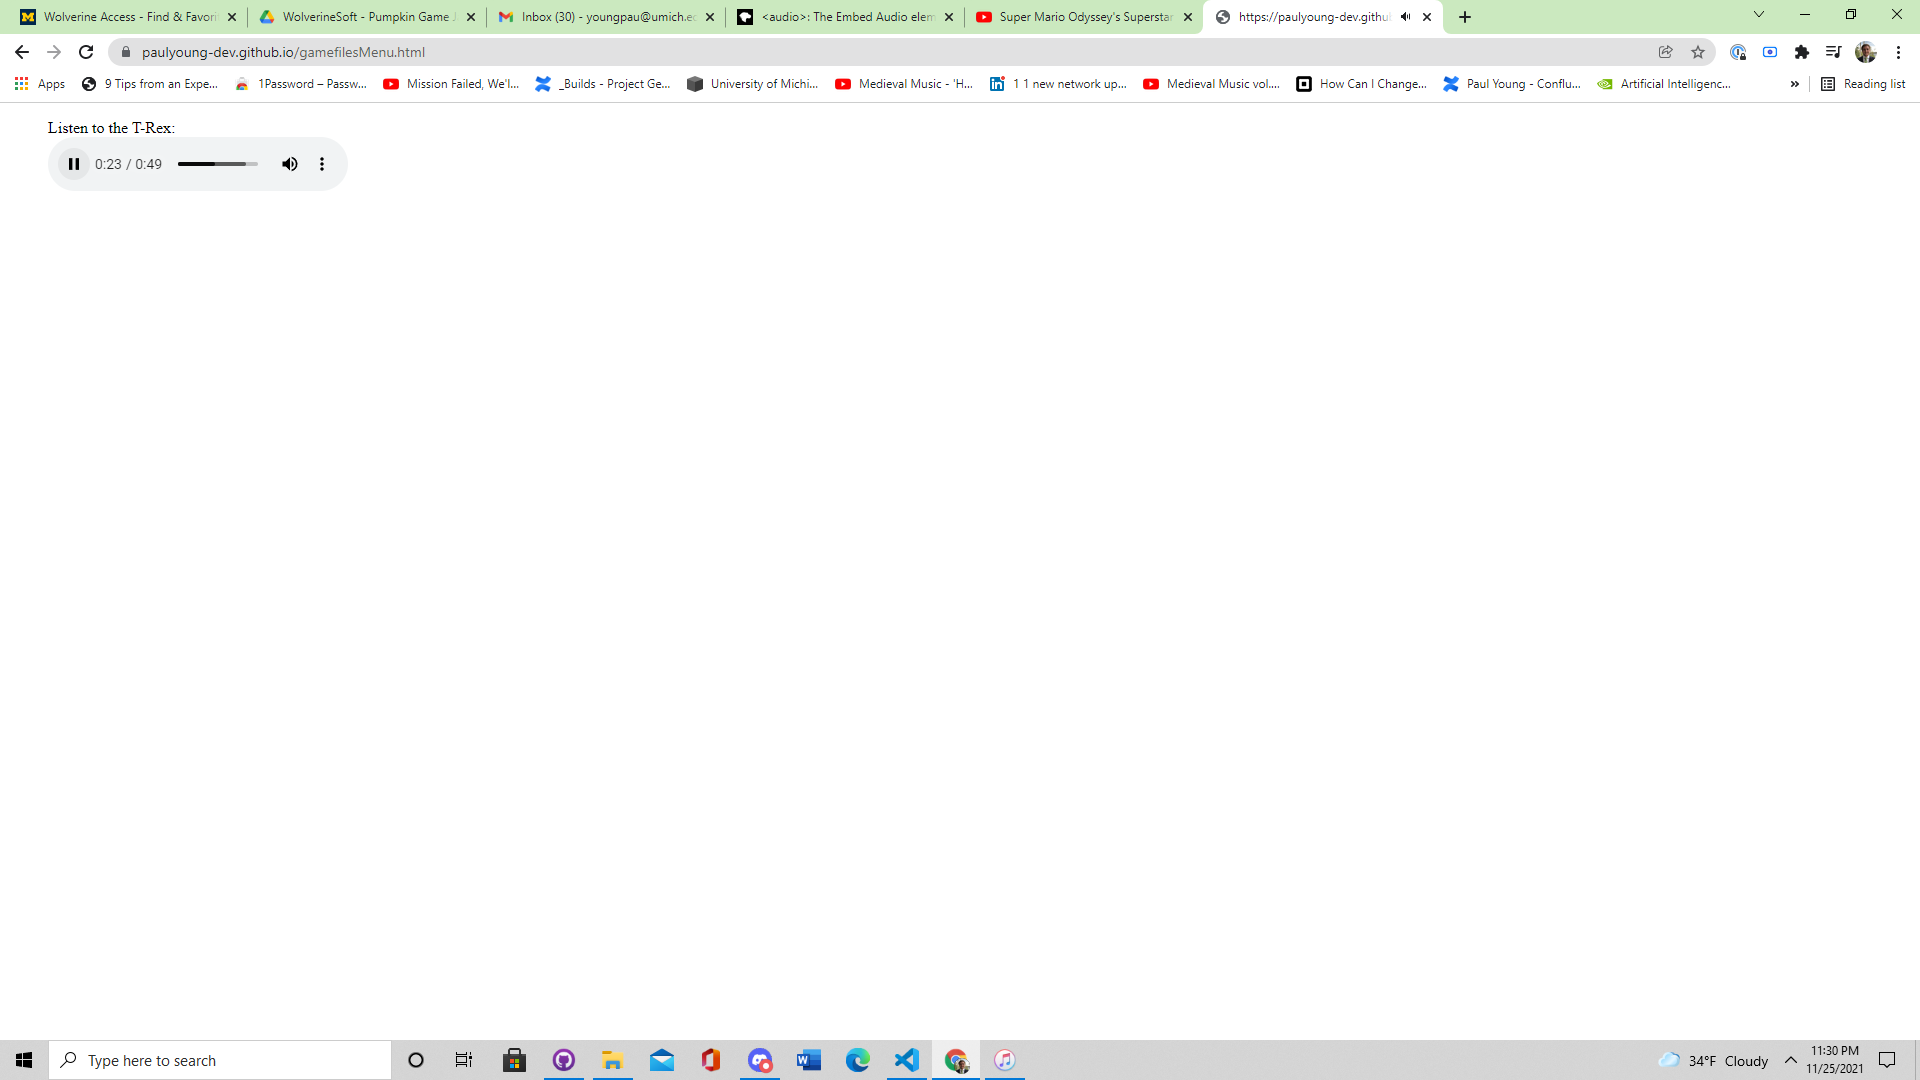 Wolverine Access - Find & Favori
WolverineSoft - Pumpkin Game J
Inbox (30) - youngpau@umich.ed
<audio>: The Embed Audio elem
Super Mario Odyssey's Superstar
https://paulyoung-dev.github
paulyoung-dev.github.io/gamefilesMenu.html
Apps
9 Tips from an Expe...
1Password – Passw...
Mission Failed, We'l...
_Builds - Project Ge...
University of Michi...
Medieval Music - 'H...
1 1 new network up...
Medieval Music vol....
How Can I Change...
Paul Young - Conflu...
Artificial Intelligenc...
»
Reading list
Listen to the T-Rex:
0:23 / 0:49
Type here to search
34°F Cloudy
11:30 PM
11/25/2021